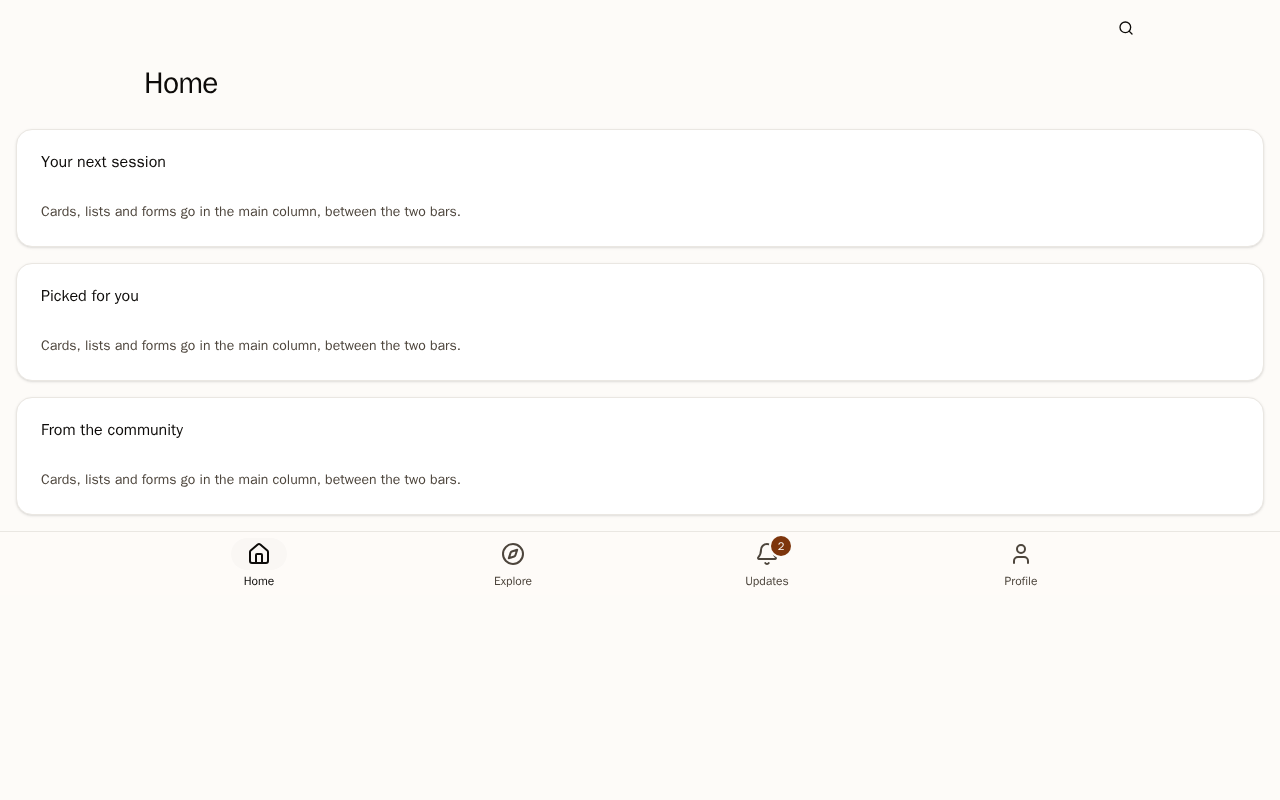 Home
Your next session
Cards, lists and forms go in the main column, between the two bars.
Picked for you
Cards, lists and forms go in the main column, between the two bars.
From the community
Cards, lists and forms go in the main column, between the two bars.
2
Home
Explore
Updates
Profile